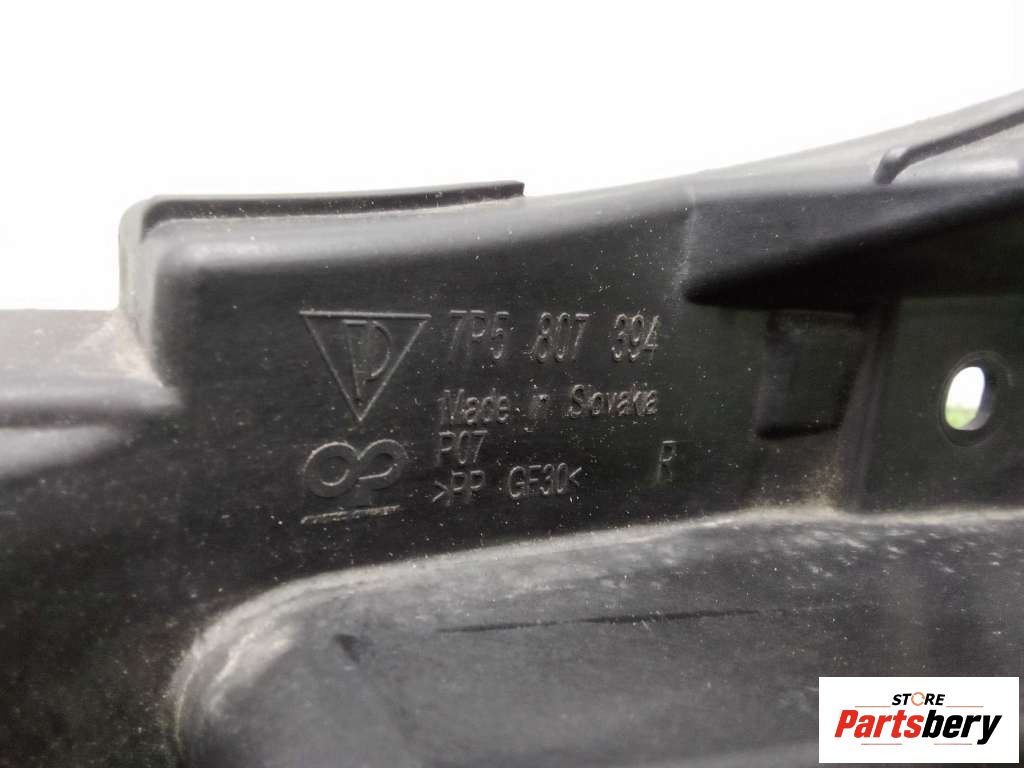 7P5 807 394
Made in Slovakia
P07
>PP GF30<
R
STORE
Partsbery